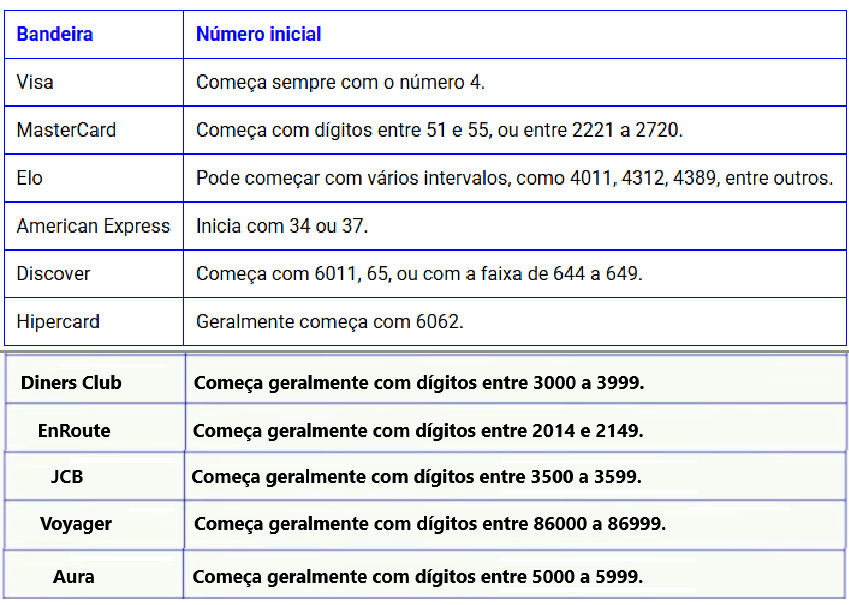 Bandeira Número inicial
Visa Começa sempre com o número 4.
MasterCard Começa com dígitos entre 51 e 55, ou entre 2221 a 2720.
Elo Pode começar com vários intervalos, como 4011, 4312, 4389, entre outros.
American Express Inicia com 34 ou 37.
Discover Começa com 6011, 65, ou com a faixa de 644 a 649.
Hipercard Geralmente começa com 6062.
Diners Club Começa geralmente com dígitos entre 3000 a 3999.
EnRoute Começa geralmente com dígitos entre 2014 e 2149.
JCB Começa geralmente com dígitos entre 3500 a 3599.
Voyager Começa geralmente com dígitos entre 86000 a 86999.
Aura Começa geralmente com dígitos entre 5000 a 5999.